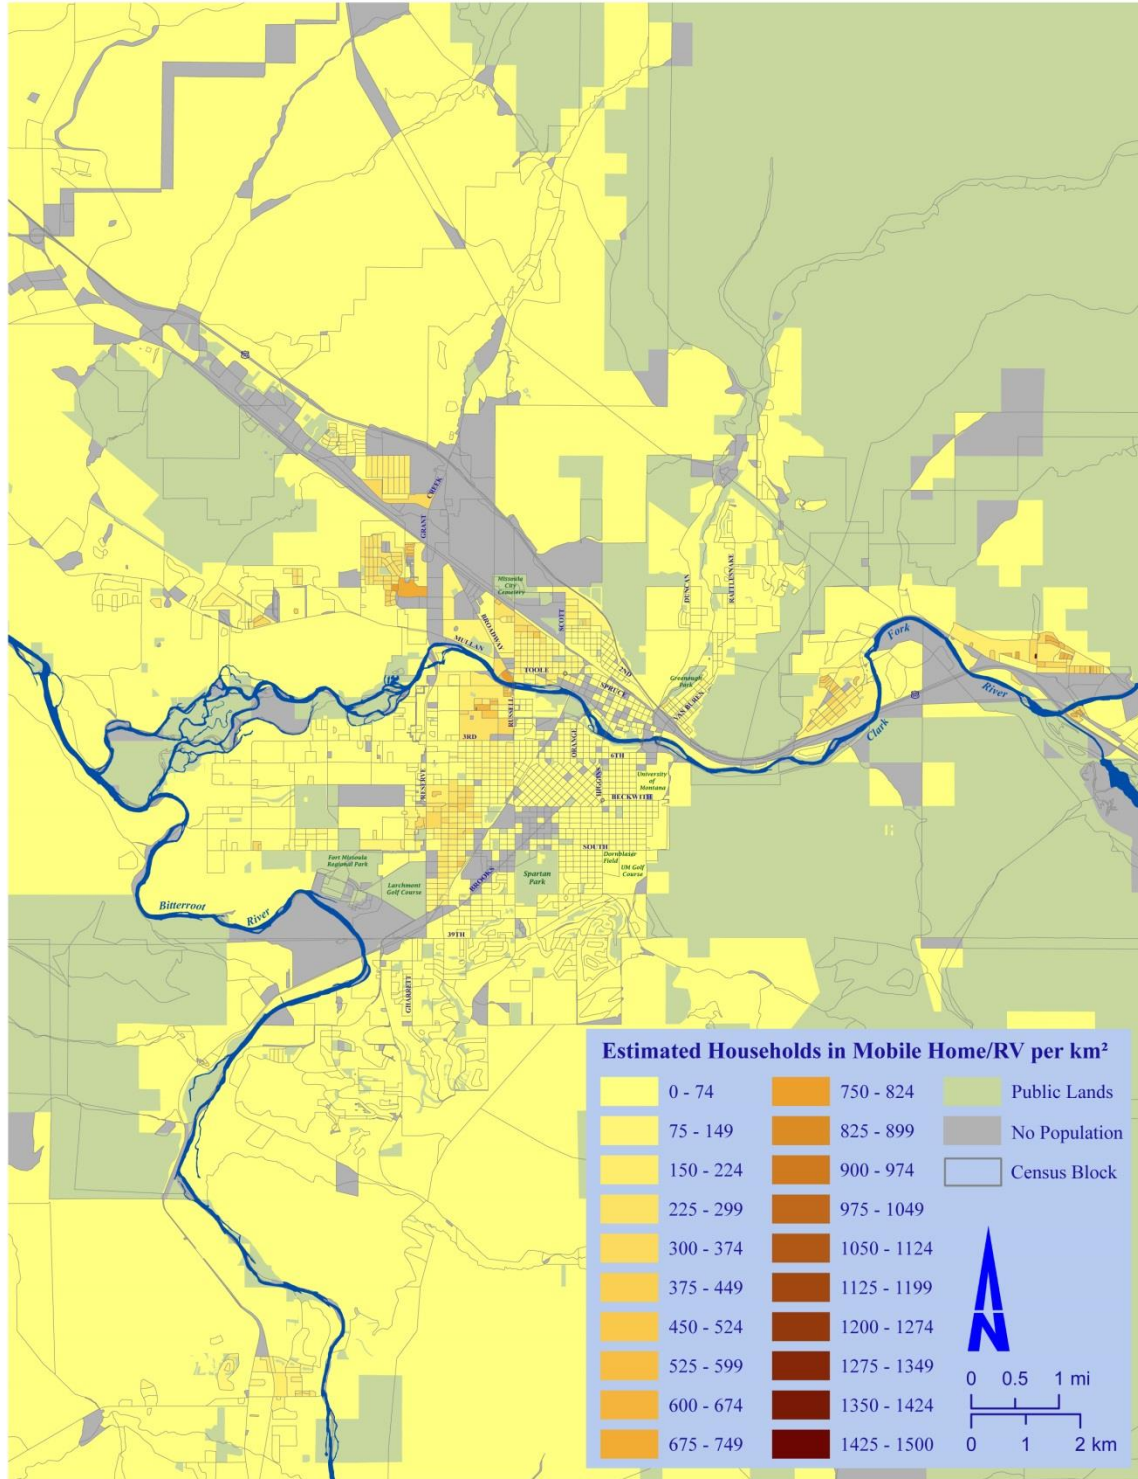 GRANT
CREEK
Missoula
City
Cemetery
SCOTT
DUNCAN
RATTLESNAKE
BROADWAY
MULLAN
TOOLE
2ND
SPRUCE
Greenough
Park
VAN BUREN
Fork
River
Clark
RUSSELL
3RD
ORANGE
6TH
University
of
Montana
RESERVE
HIGGINS
BECKWITH
SOUTH
Dornblaser
Field
UM Golf
Course
Fort Missoula
Regional Park
Larchmont
Golf Course
BROOKS
Spartan
Park
Bitterroot
River
39TH
GHARRETT
Estimated Households in Mobile Home/RV per km²
0 - 74
75 - 149
150 - 224
225 - 299
300 - 374
375 - 449
450 - 524
525 - 599
600 - 674
675 - 749
750 - 824
825 - 899
900 - 974
975 - 1049
1050 - 1124
1125 - 1199
1200 - 1274
1275 - 1349
1350 - 1424
1425 - 1500
Public Lands
No Population
Census Block
N
0 0.5 1 mi
0 1 2 km